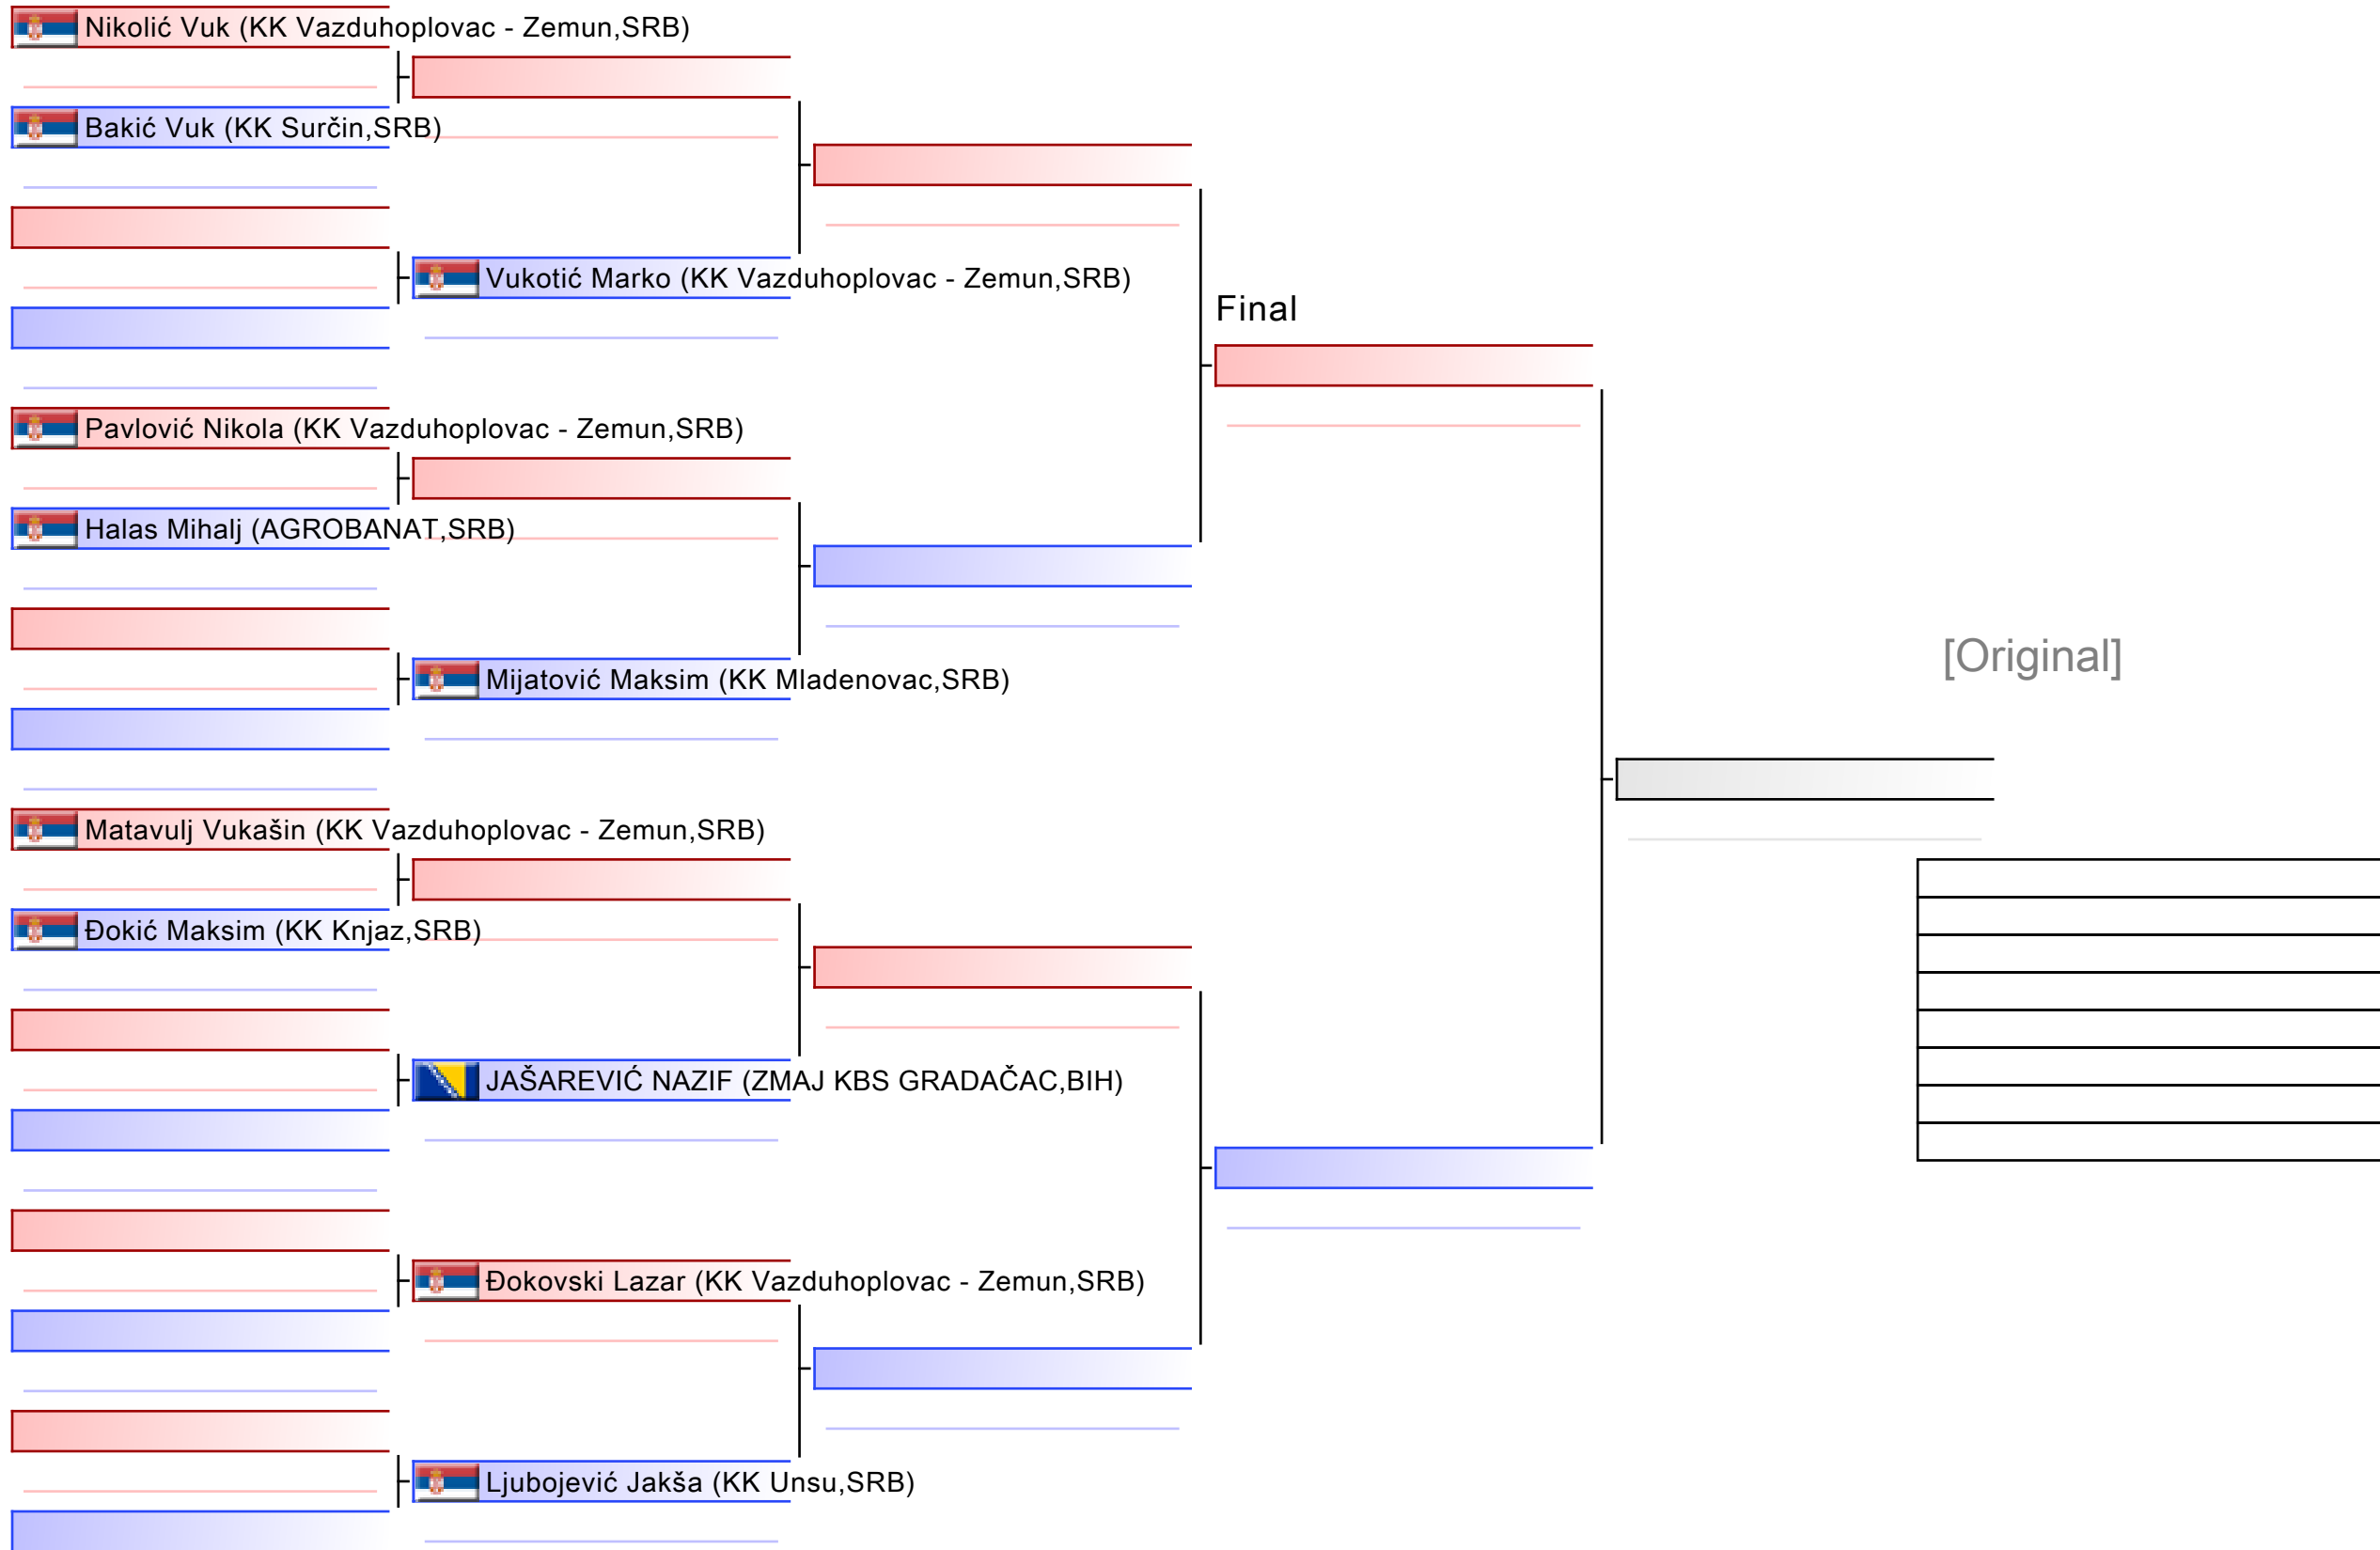 Nikolić Vuk (KK Vazduhoplovac - Zemun,SRB)
Bakić Vuk (KK Surčin,SRB)
Vukotić Marko (KK Vazduhoplovac - Zemun,SRB)
Final
Pavlović Nikola (KK Vazduhoplovac - Zemun,SRB)
Halas Mihalj (AGROBANAT,SRB)
[Original]
Mijatović Maksim (KK Mladenovac,SRB)
Matavulj Vukašin (KK Vazduhoplovac - Zemun,SRB)
Đokić Maksim (KK Knjaz,SRB)
JAŠAREVIĆ NAZIF (ZMAJ KBS GRADAČAC,BIH)
Đokovski Lazar (KK Vazduhoplovac - Zemun,SRB)
Ljubojević Jakša (KK Unsu,SRB)